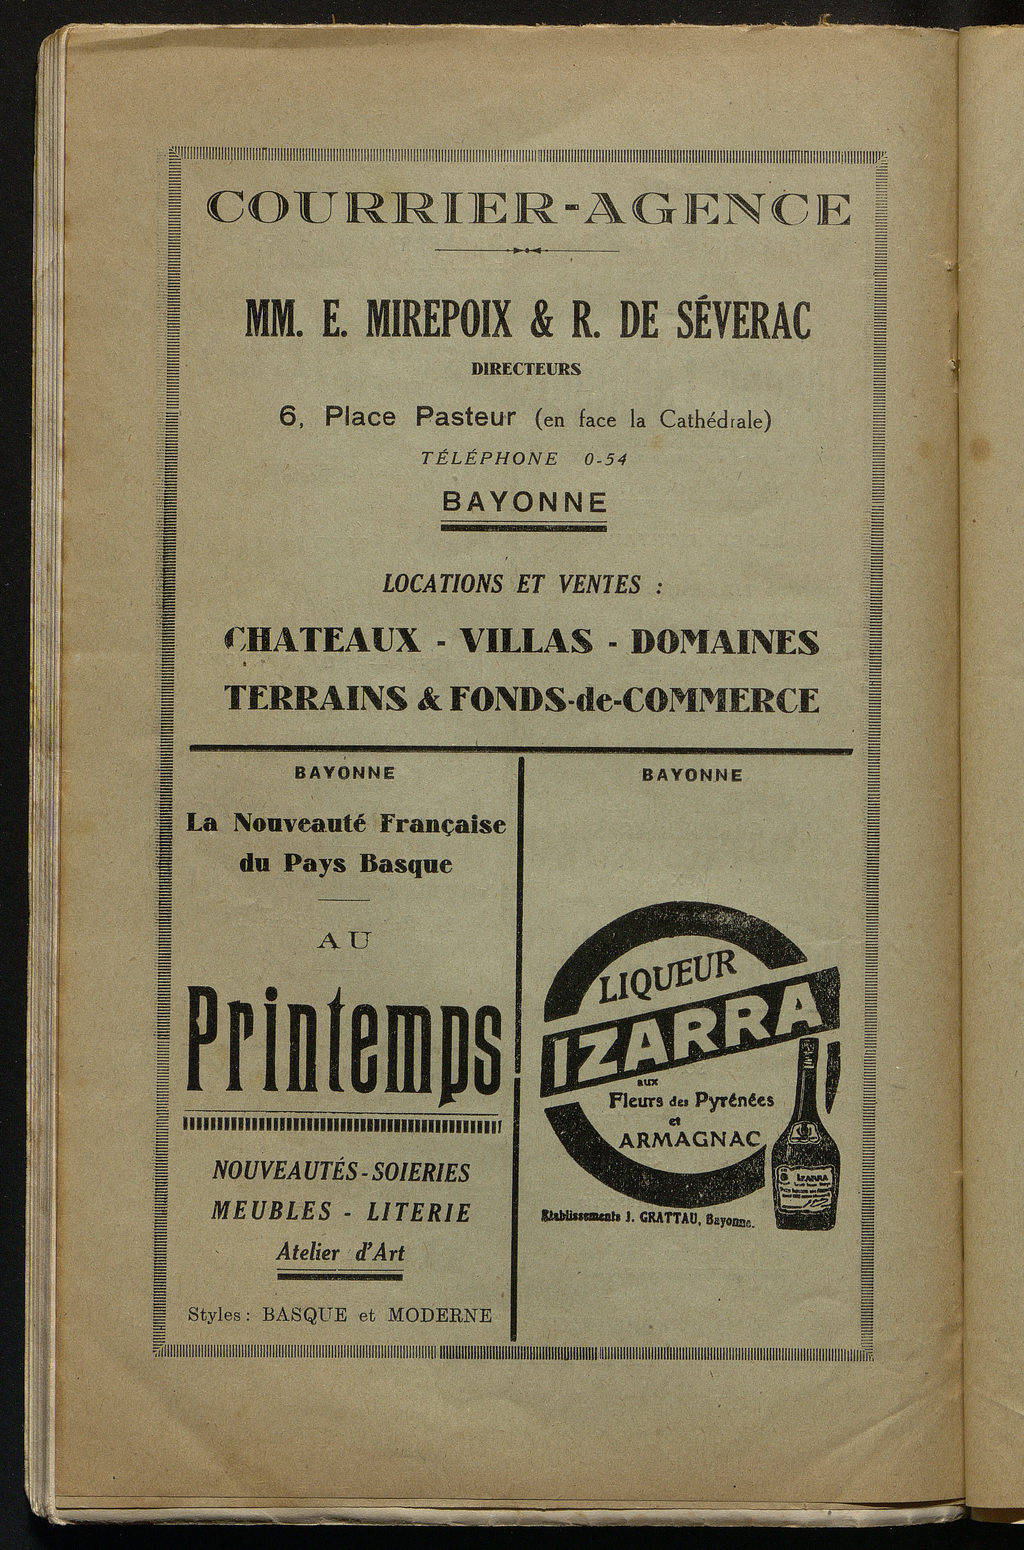 COURRIER-AGENCE
MM. E. MIREPOIX & R. DE SÉVERAC
DIRECTEURS
6, Place Pasteur (en face la Cathédrale)
TÉLÉPHONE 0-54
BAYONNE
LOCATIONS ET VENTES :
CHATEAUX - VILLAS - DOMAINES
TERRAINS & FONDS-de-COMMERCE
BAYONNE
La Nouveauté Française
du Pays Basque
AU
Printemps
NOUVEAUTÉS - SOIERIES
MEUBLES - LITERIE
Atelier d'Art
Styles : BASQUE et MODERNE
BAYONNE
LIQUEUR
IZARRA
aux
Fleurs des Pyrénées
et
ARMAGNAC
IZARRA
Etablissements J. GRATTAU, Bayonne.